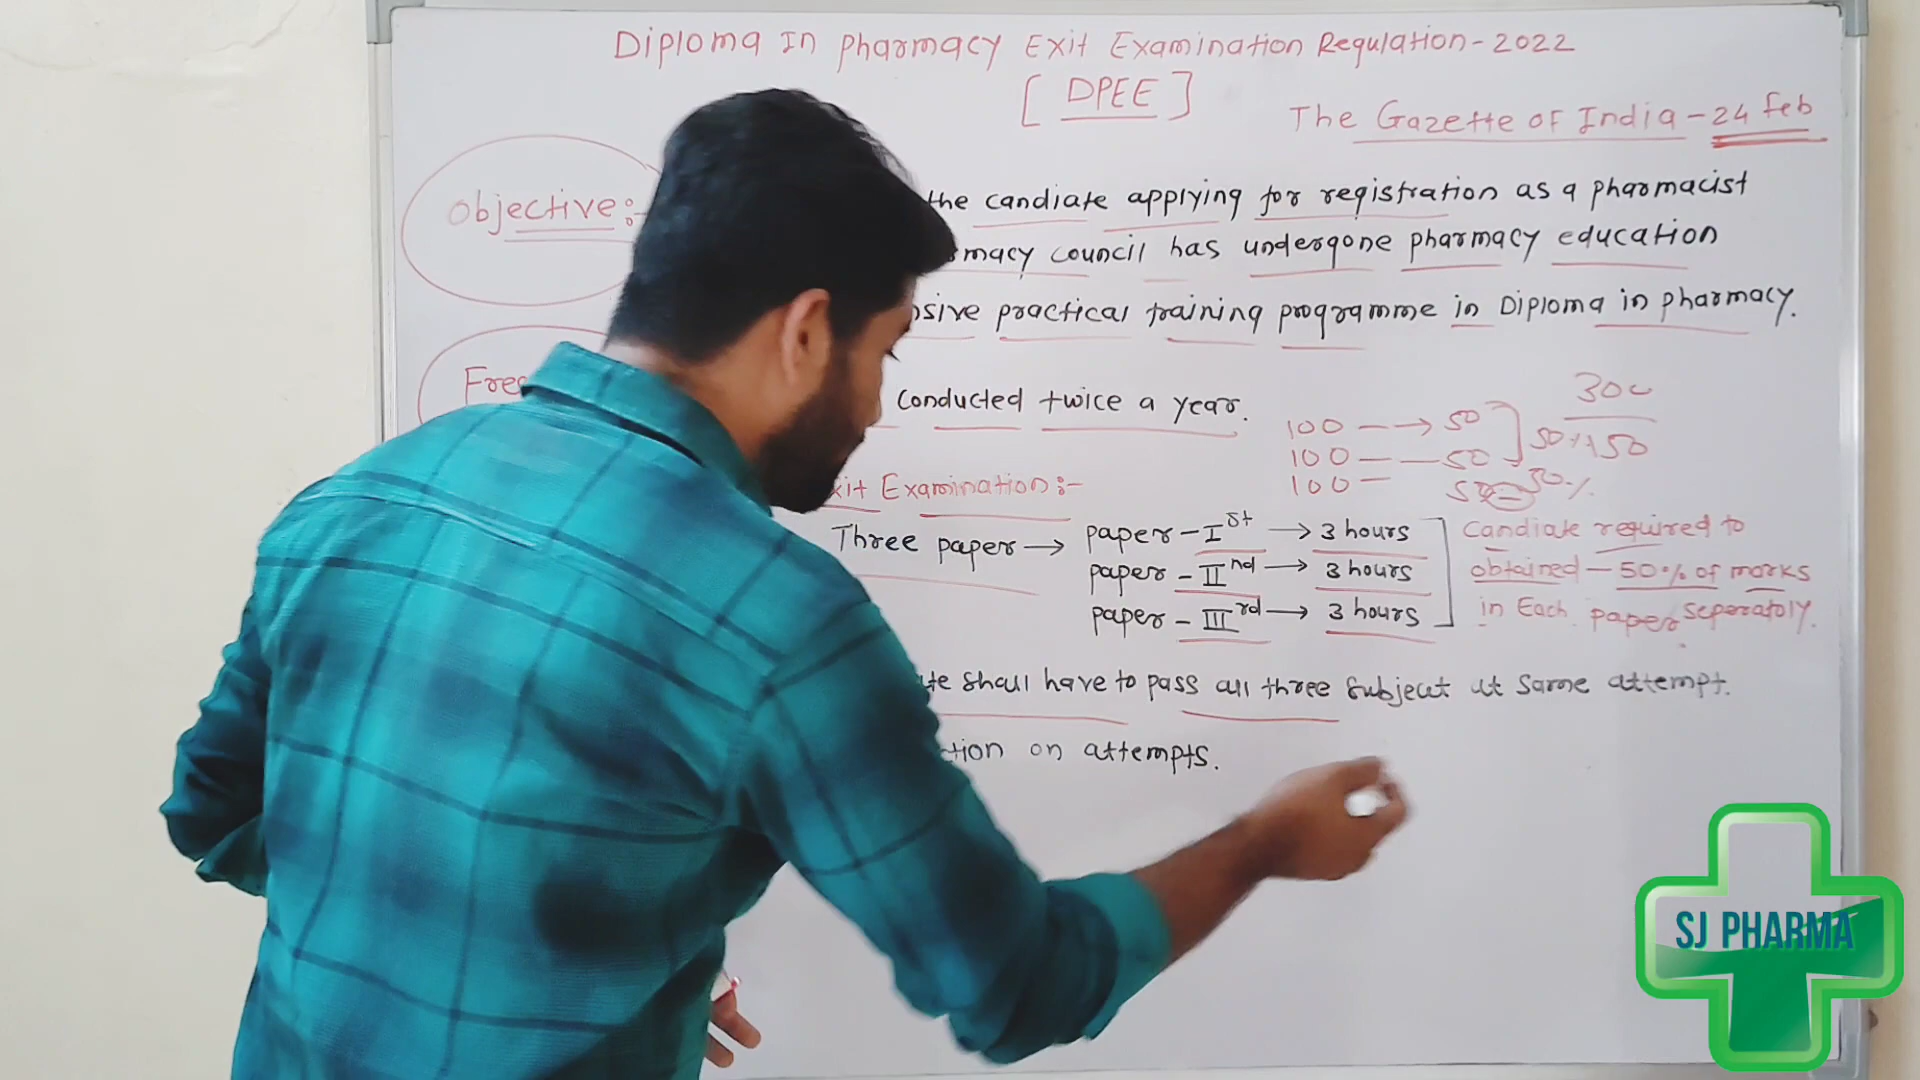 Diploma In Pharmacy Exit Examination Regulation-2022
[ DPEE ]
The Gazette of India-24 Feb
Objective:-
the candiate applying for registration as a pharmacist
macy council has undergone pharmacy education
sive practical training programme in Diploma in pharmacy.
Fre
conducted twice a year.
300
100 → 50
50% 150
100 — 50
100 —
50%
xit Examination:-
Three paper → paper-Ist → 3 hours
paper-IInd → 3 hours
paper-IIIrd → 3 hours
Candiate required to
obtained-50% of marks
in Each paper seperatoly.
te shall have to pass all three subject at same attempt.
tion on attempts.
SJ PHARMA